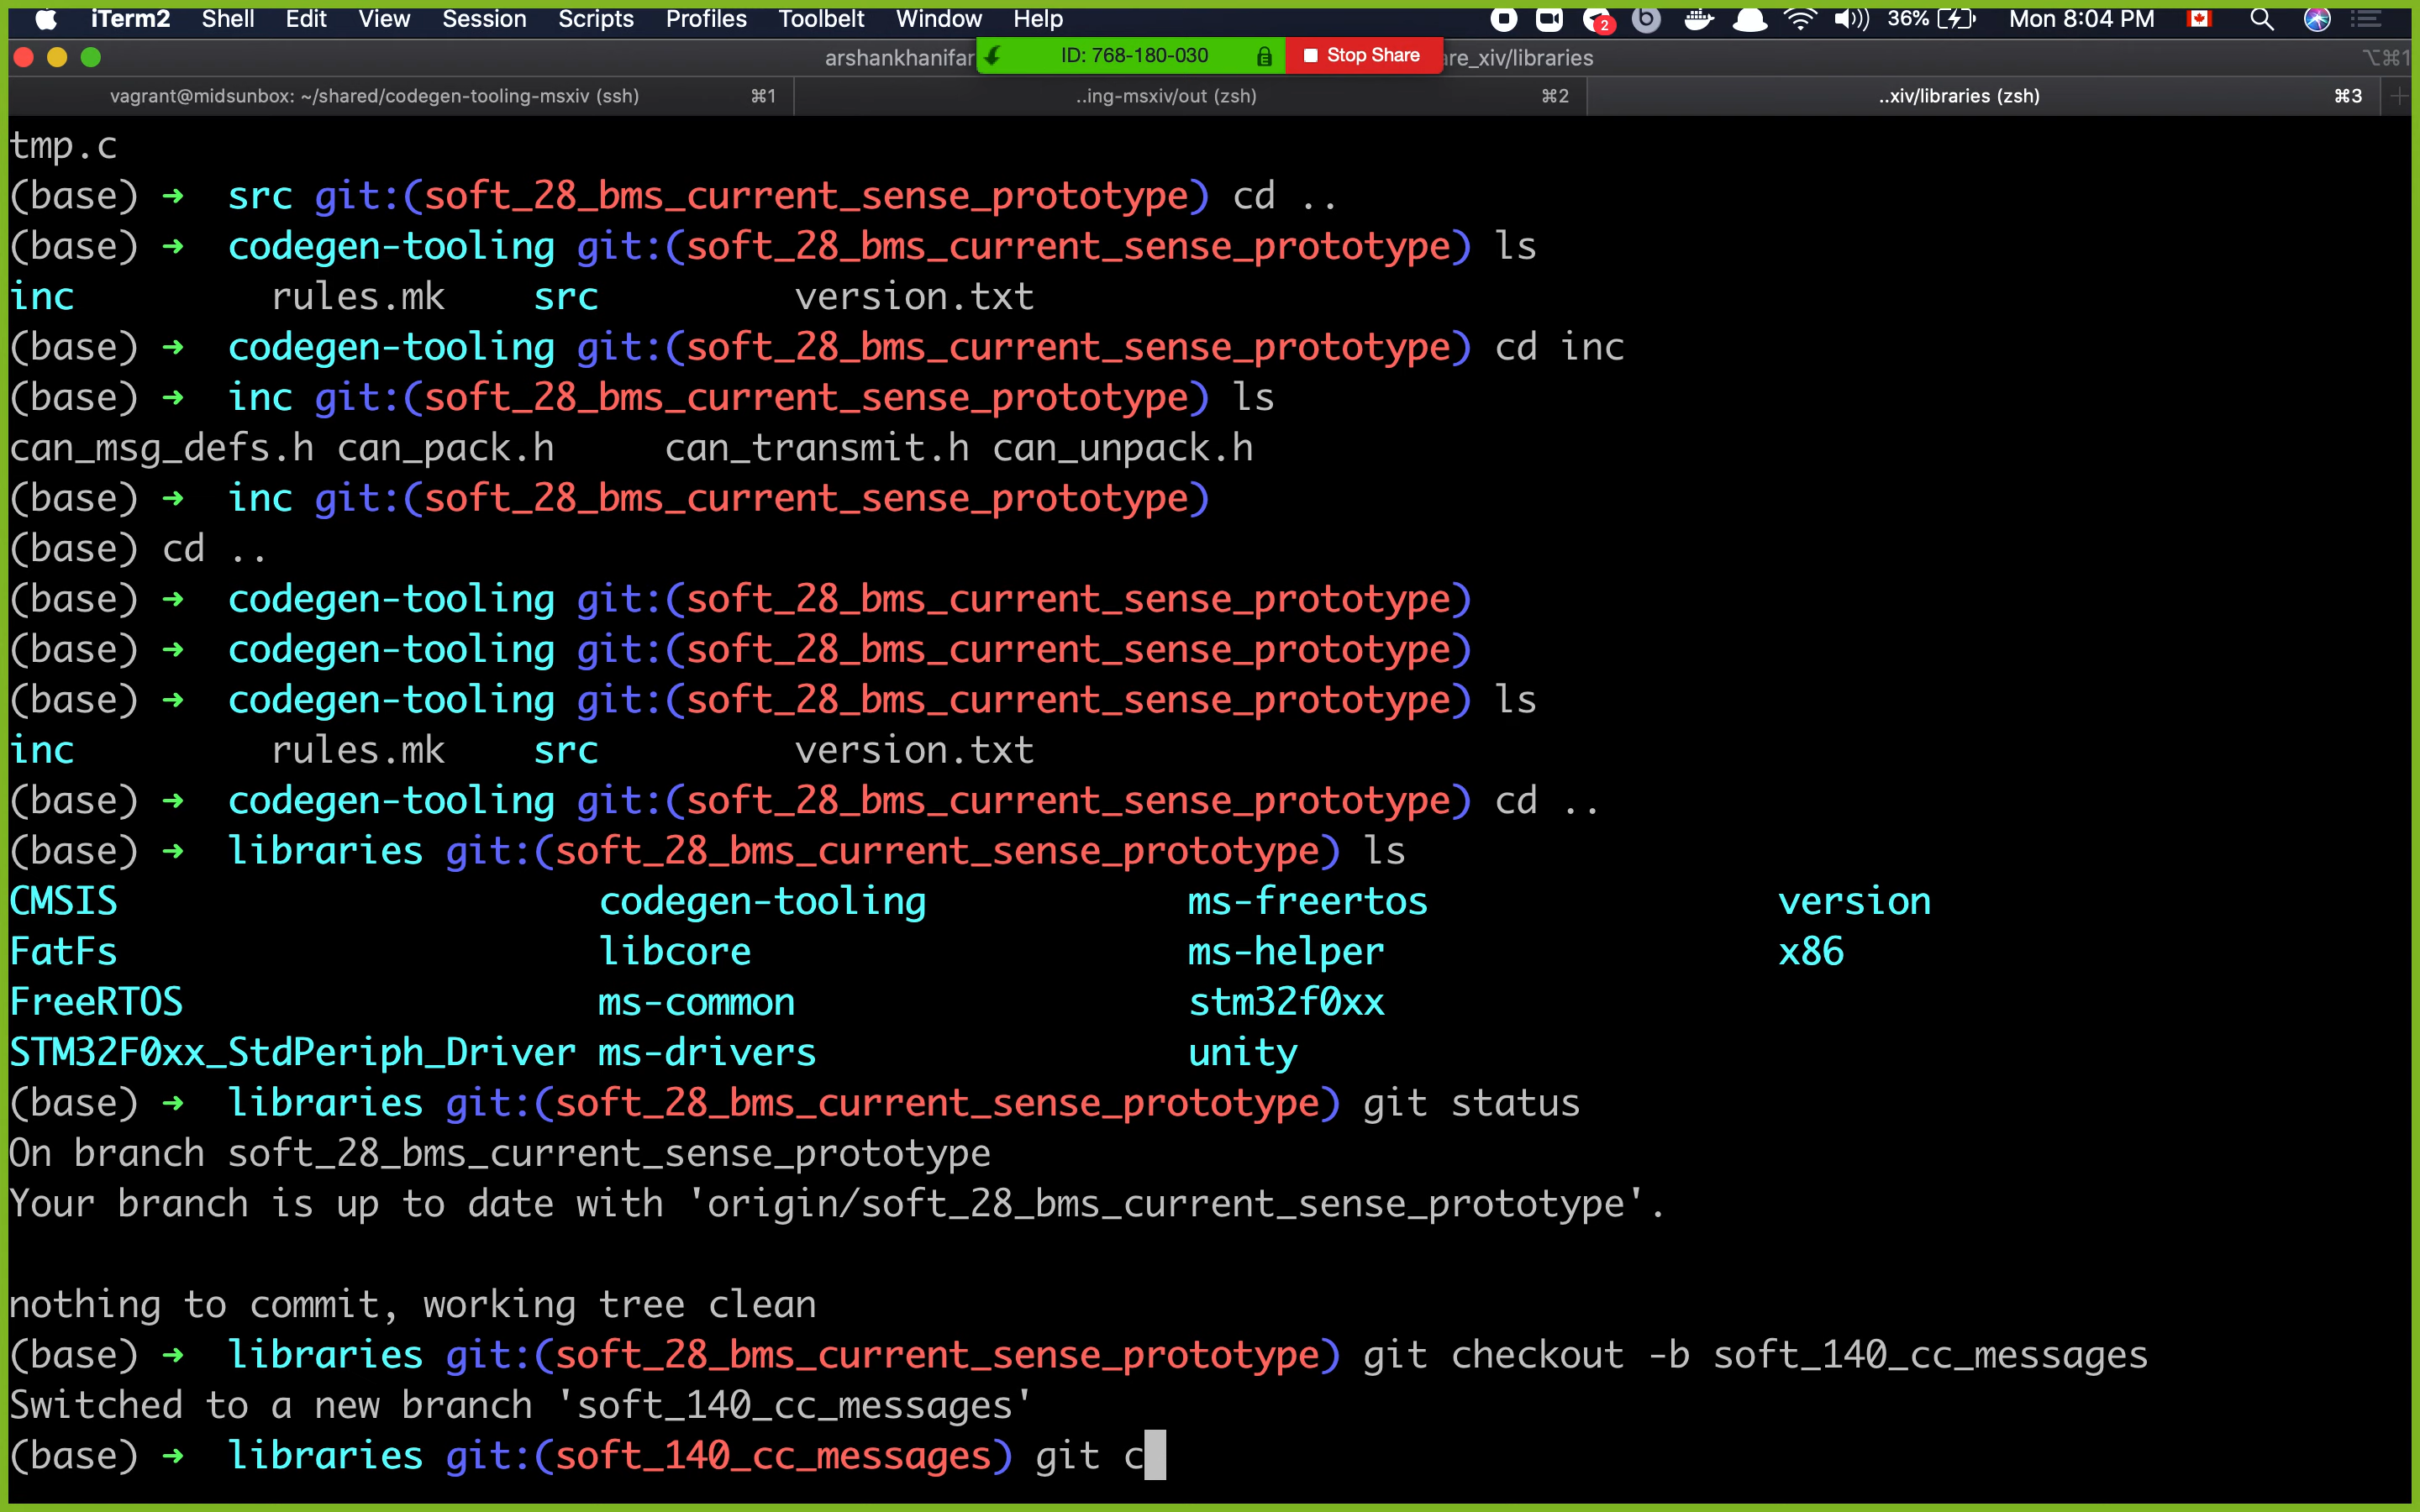 iTerm2 Shell Edit View Session Scripts Profiles Toolbelt Window Help 2 36% Mon 8:04 PM
arshankhanifar ID: 768-180-030 Stop Share are_xiv/libraries ⌥⌘1
vagrant@midsunbox: ~/shared/codegen-tooling-msxiv (ssh) ⌘1 ..ing-msxiv/out (zsh) ⌘2 ..xiv/libraries (zsh) ⌘3
tmp.c
(base) ➜ src git:(soft_28_bms_current_sense_prototype) cd ..
(base) ➜ codegen-tooling git:(soft_28_bms_current_sense_prototype) ls
inc rules.mk src version.txt
(base) ➜ codegen-tooling git:(soft_28_bms_current_sense_prototype) cd inc
(base) ➜ inc git:(soft_28_bms_current_sense_prototype) ls
can_msg_defs.h can_pack.h can_transmit.h can_unpack.h
(base) ➜ inc git:(soft_28_bms_current_sense_prototype)
(base) cd ..
(base) ➜ codegen-tooling git:(soft_28_bms_current_sense_prototype)
(base) ➜ codegen-tooling git:(soft_28_bms_current_sense_prototype)
(base) ➜ codegen-tooling git:(soft_28_bms_current_sense_prototype) ls
inc rules.mk src version.txt
(base) ➜ codegen-tooling git:(soft_28_bms_current_sense_prototype) cd ..
(base) ➜ libraries git:(soft_28_bms_current_sense_prototype) ls
CMSIS codegen-tooling ms-freertos version
FatFs libcore ms-helper x86
FreeRTOS ms-common stm32f0xx
STM32F0xx_StdPeriph_Driver ms-drivers unity
(base) ➜ libraries git:(soft_28_bms_current_sense_prototype) git status
On branch soft_28_bms_current_sense_prototype
Your branch is up to date with 'origin/soft_28_bms_current_sense_prototype'.
nothing to commit, working tree clean
(base) ➜ libraries git:(soft_28_bms_current_sense_prototype) git checkout -b soft_140_cc_messages
Switched to a new branch 'soft_140_cc_messages'
(base) ➜ libraries git:(soft_140_cc_messages) git c